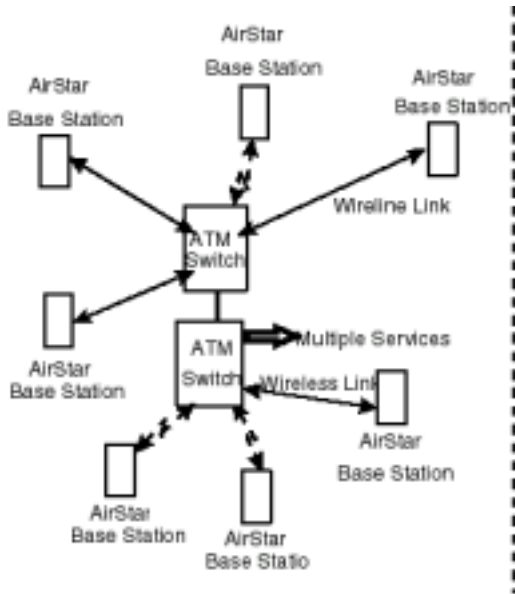 AirStar
Base Station
AirStar
Base Station
AirStar
Base Station
Wireline Link
ATM
Switch
AirStar
Base Station
ATM
Switch
Multiple Services
Wireless Link
AirStar
Base Station
AirStar
Base Station
AirStar
Base Statio